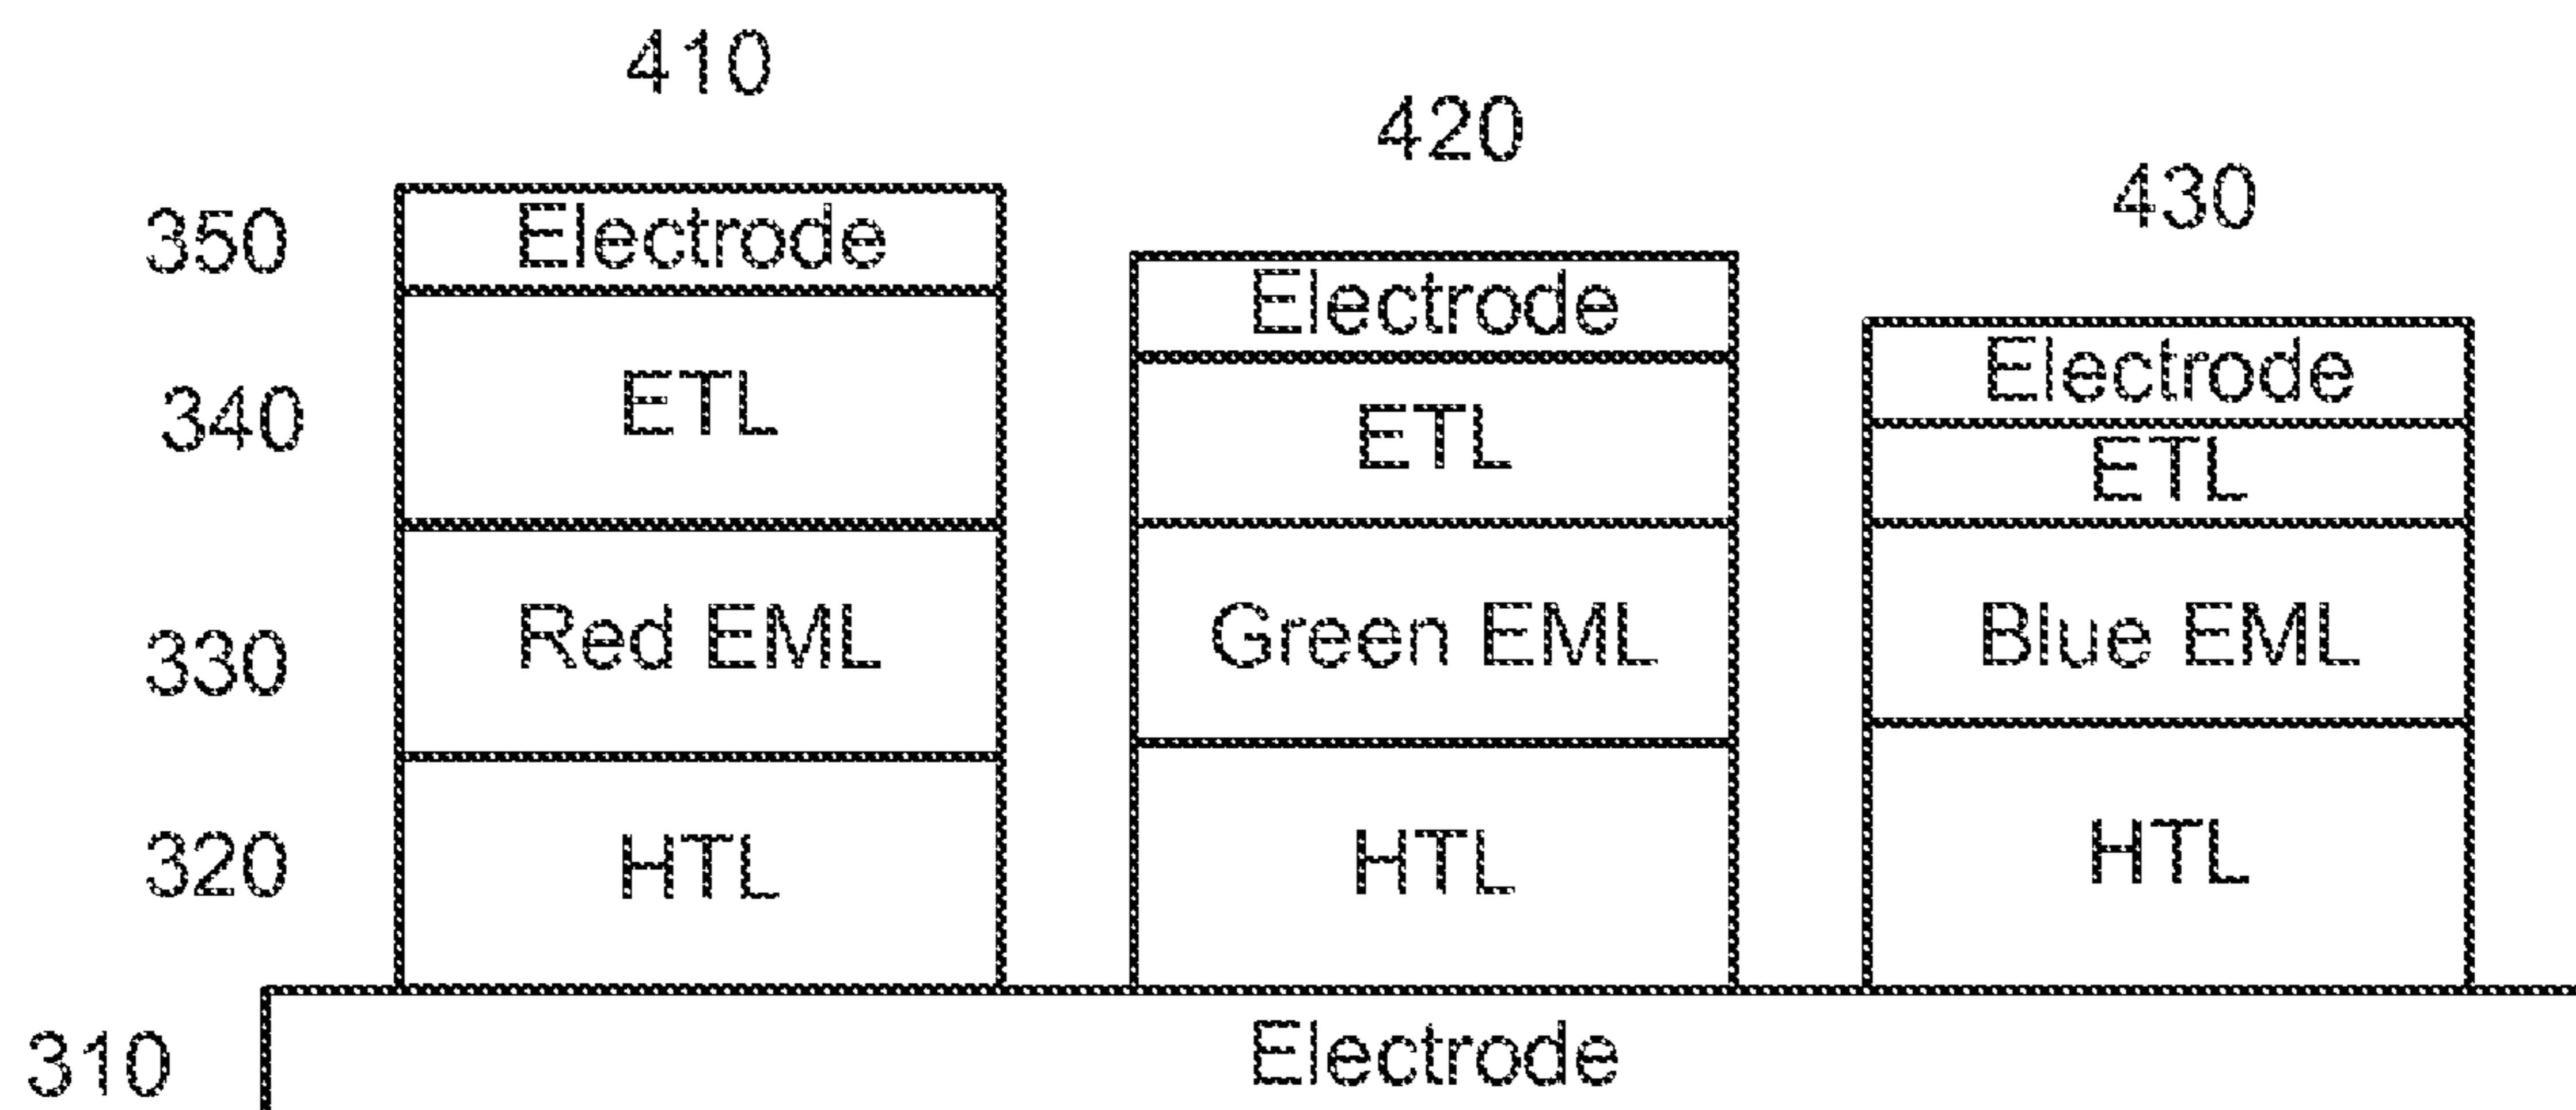 410
420
430
350 Electrode Electrode Electrode
340 ETL ETL ETL
330 Red EML Green EML Blue EML
320 HTL HTL HTL
310 Electrode